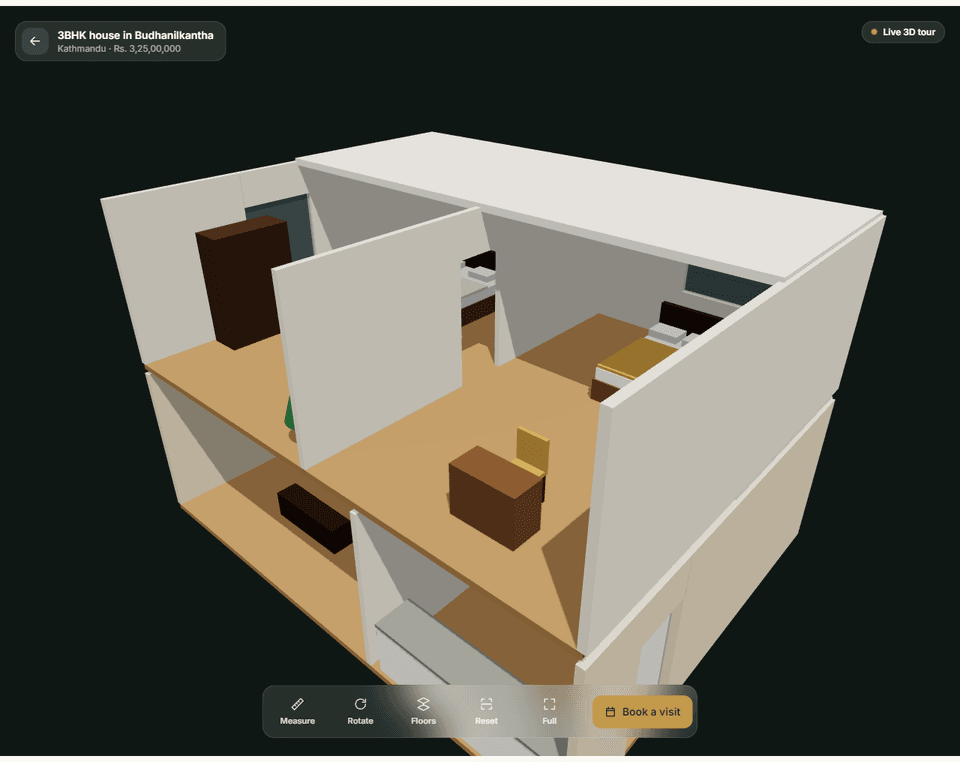 3BHK house in Budhanilkantha
Kathmandu · Rs. 3,25,00,000
Live 3D tour
Measure
Rotate
Floors
Reset
Full
Book a visit